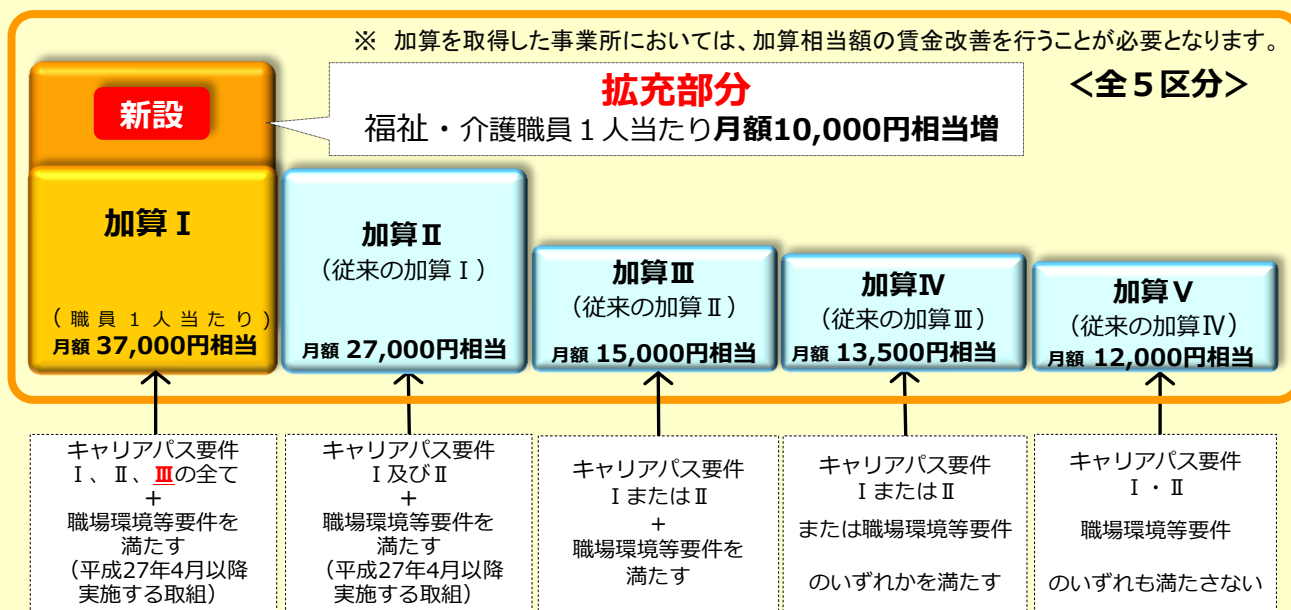 ※ 加算を取得した事業所においては、加算相当額の賃金改善を行うことが必要となります。
<全５区分>
新設
拡充部分
福祉・介護職員１人当たり月額10,000円相当増
加算Ⅰ
(職員１人当たり)
月額 37,000円相当
加算Ⅱ
（従来の加算Ⅰ）
月額 27,000円相当
加算Ⅲ
（従来の加算Ⅱ）
月額 15,000円相当
加算Ⅳ
（従来の加算Ⅲ）
月額 13,500円相当
加算Ⅴ
（従来の加算Ⅳ）
月額 12,000円相当
キャリアパス要件
Ⅰ、Ⅱ、Ⅲの全て
+
職場環境等要件を
満たす
（平成27年4月以降
実施する取組）
キャリアパス要件
Ⅰ及びⅡ
+
職場環境等要件を
満たす
（平成27年4月以降
実施する取組）
キャリアパス要件
ⅠまたはⅡ
+
職場環境等要件を
満たす
キャリアパス要件
ⅠまたはⅡ
または職場環境等要件
のいずれかを満たす
キャリアパス要件
Ⅰ・Ⅱ
職場環境等要件
のいずれも満たさない